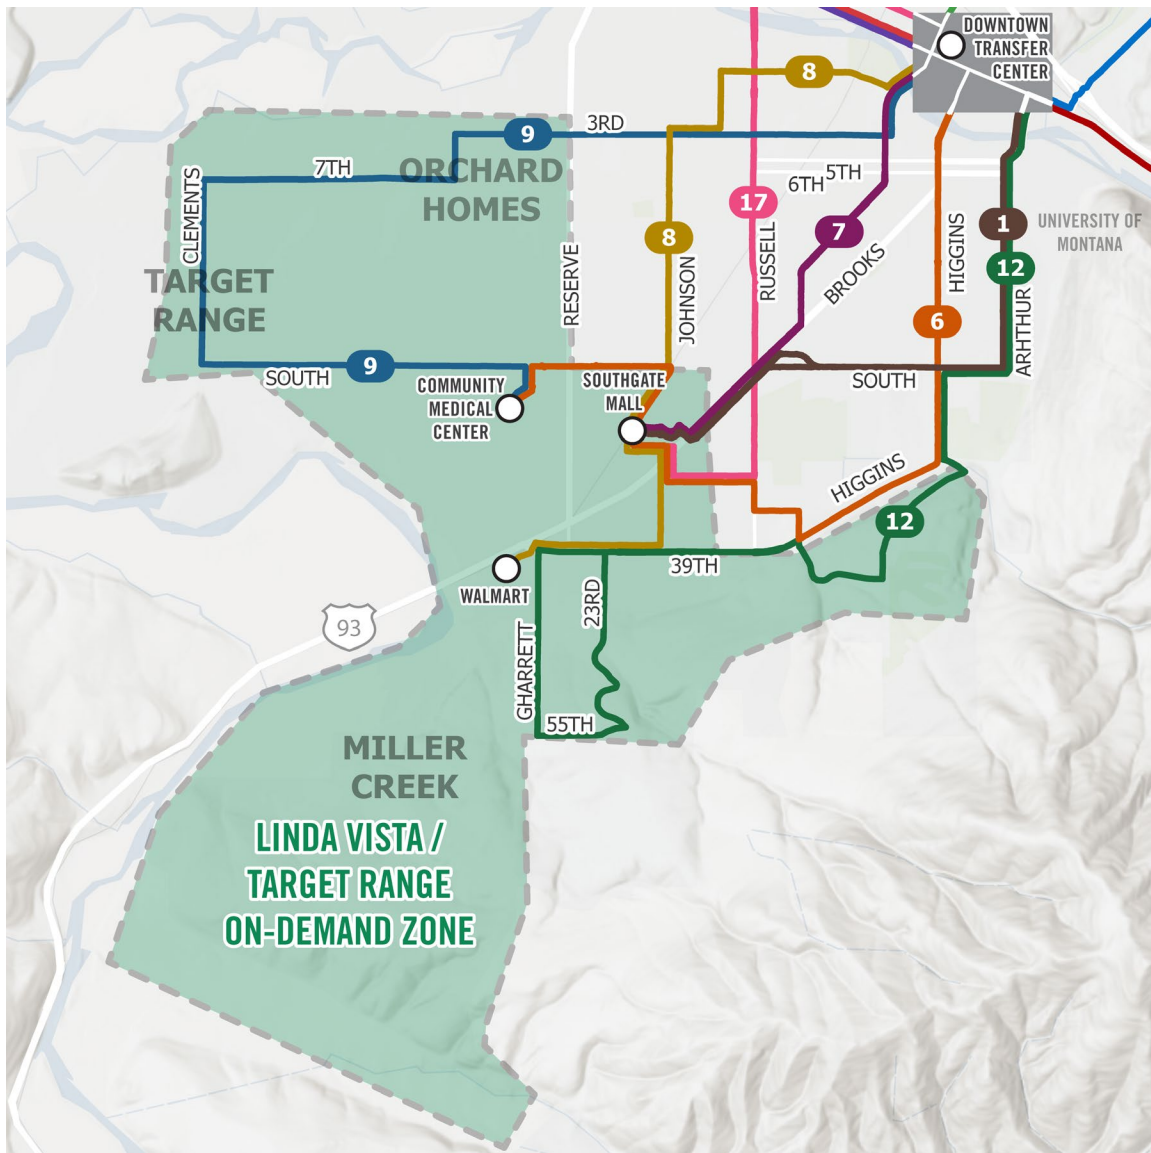 DOWNTOWN
TRANSFER
CENTER
8
9
3RD
7TH
ORCHARD
HOMES
5TH
6TH
CLEMENTS
17
7
8
1
UNIVERSITY OF
MONTANA
12
TARGET
RANGE
RESERVE
JOHNSON
RUSSELL
BROOKS
HIGGINS
6
ARHTHUR
SOUTH
9
COMMUNITY
MEDICAL
CENTER
SOUTHGATE
MALL
SOUTH
HIGGINS
12
39TH
WALMART
93
23RD
GHARRETT
55TH
MILLER
CREEK
LINDA VISTA /
TARGET RANGE
ON-DEMAND ZONE